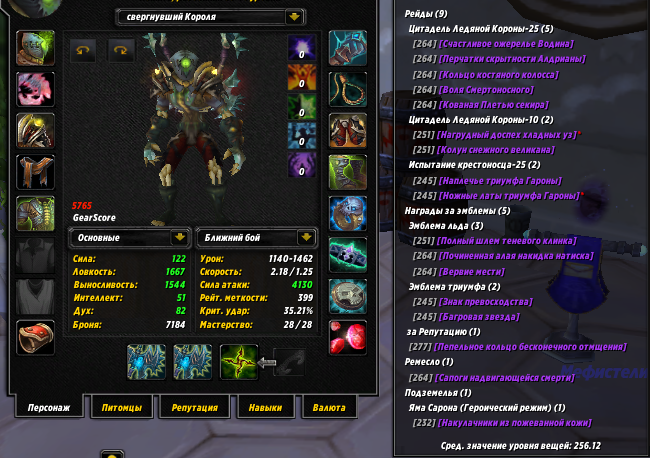 свергнувший Короля
0
0
0
0
0
5765
GearScore
Основные
Ближний бой
Сила: 122
Ловкость: 1667
Выносливость: 1544
Интеллект: 51
Дух: 82
Броня: 7184
Урон: 1140-1462
Скорость: 2.18 / 1.25
Сила атаки: 4130
Рейт. меткости: 399
Крит. удар: 35.21%
Мастерство: 28 / 28
Персонаж
Питомцы
Репутация
Навыки
Валюта
Рейды (9)
Цитадель Ледяной Короны-25 (5)
[264] [Счастливое ожерелье Водина]
[264] [Перчатки скрытности Алдрианы]
[264] [Кольцо костяного колосса]
[264] [Воля Смертоносного]
[264] [Кованая Плетью секира]
Цитадель Ледяной Короны-10 (2)
[251] [Нагрудный доспех хладных уз]*
[251] [Колун снежного великана]
Испытание крестоносца-25 (2)
[245] [Наплечье триумфа Гароны]
[245] [Ножные латы триумфа Гароны]*
Награды за эмблемы (5)
Эмблема льда (3)
[251] [Полный шлем теневого клинка]
[264] [Починенная алая накидка натиска]
[264] [Вервие мести]
Эмблема триумфа (2)
[245] [Знак превосходства]
[245] [Багровая звезда]
за Репутацию (1)
[277] [Пепельное кольцо бесконечного отмщения]
Ремесло (1)
[264] [Сапоги надвигающейся смерти]
Подземелья (1)
Яма Сарона (Героический режим) (1)
[232] [Накулачники из пожеванной кожи]
Сред. значение уровня вещей: 256.12